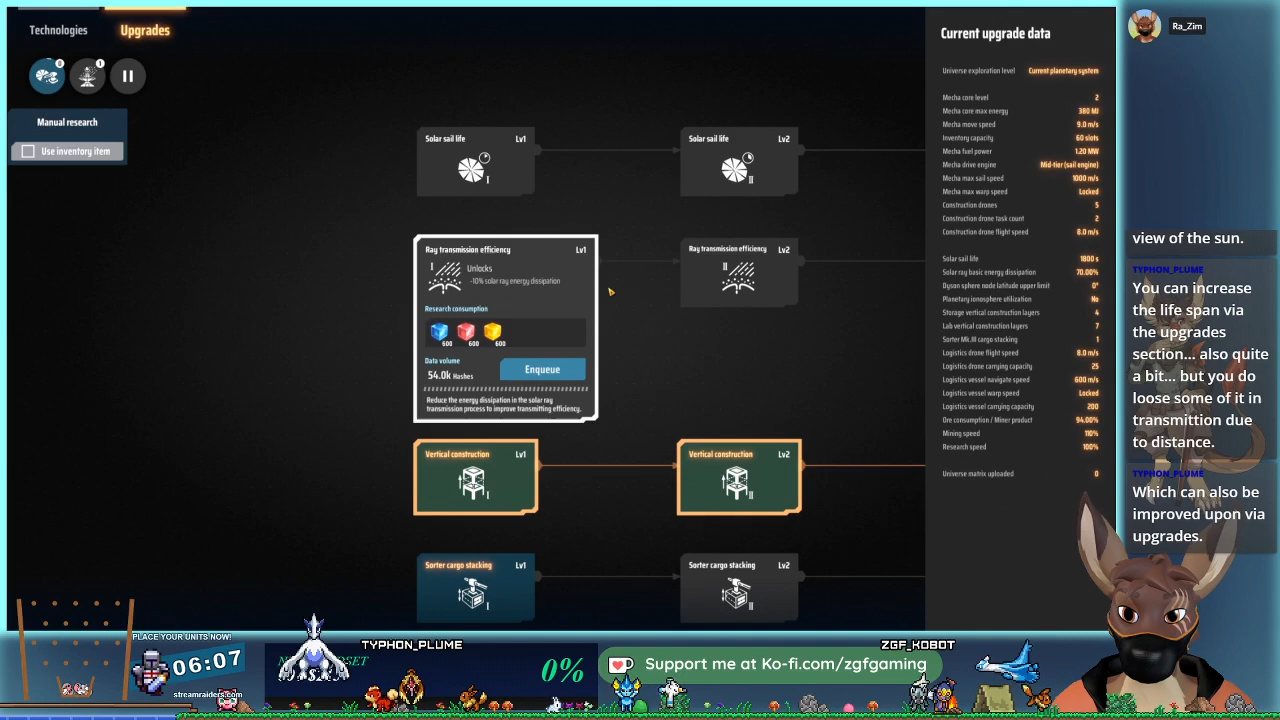 Technologies
Upgrades
0
1
Manual research
Use inventory item
Solar sail life Lv1
I
Solar sail life Lv2
II
Ray transmission efficiency Lv1
I
Unlocks
-10% solar ray energy dissipation
Research consumption
600 600 600
Data volume
54.0k Hashes
Enqueue
Reduce the energy dissipation in the solar ray
transmission process to improve transmitting efficiency.
Ray transmission efficiency Lv2
II
Vertical construction Lv1
I
Vertical construction Lv2
II
Sorter cargo stacking Lv1
I
Sorter cargo stacking Lv2
II
Current upgrade data
Universe exploration level Current planetary system
Mecha core level 2
Mecha core max energy 380 MJ
Mecha move speed 9.0 m/s
Inventory capacity 60 slots
Mecha fuel power 1.20 MW
Mecha drive engine Mid-tier (sail engine)
Mecha max sail speed 1000 m/s
Mecha max warp speed Locked
Construction drones 5
Construction drone task count 2
Construction drone flight speed 8.0 m/s
Solar sail life 1800 s
Solar ray basic energy dissipation 70.00%
Dyson sphere node latitude upper limit 0°
Planetary ionosphere utilization No
Storage vertical construction layers 4
Lab vertical construction layers 7
Sorter Mk.III cargo stacking 1
Logistics drone flight speed 8.0 m/s
Logistics drone carrying capacity 25
Logistics vessel navigate speed 600 m/s
Logistics vessel warp speed Locked
Logistics vessel carrying capacity 200
Ore consumption / Miner product 94.00%
Mining speed 110%
Research speed 100%
Universe matrix uploaded 0
Ra_Zim
view of the sun.
TYPHON_PLUME
You can increase
the life span via
the upgrades
section... also quite
a bit... but you do
loose some of it in
transmittion due
to distance.
TYPHON_PLUME
Which can also be
improved upon via
upgrades.
PLACE YOUR UNITS NOW!
06:07
streamraiders.com
TYPHON_PLUME
0%
ZGF_KOBOT
Support me at Ko-fi.com/zgfgaming